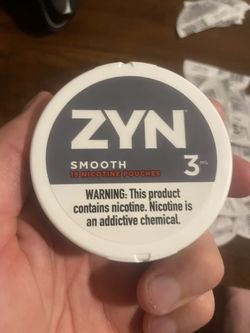 ZYN
SMOOTH
15 NICOTINE POUCHES
3 MG
WARNING: This product
contains nicotine. Nicotine is
an addictive chemical.